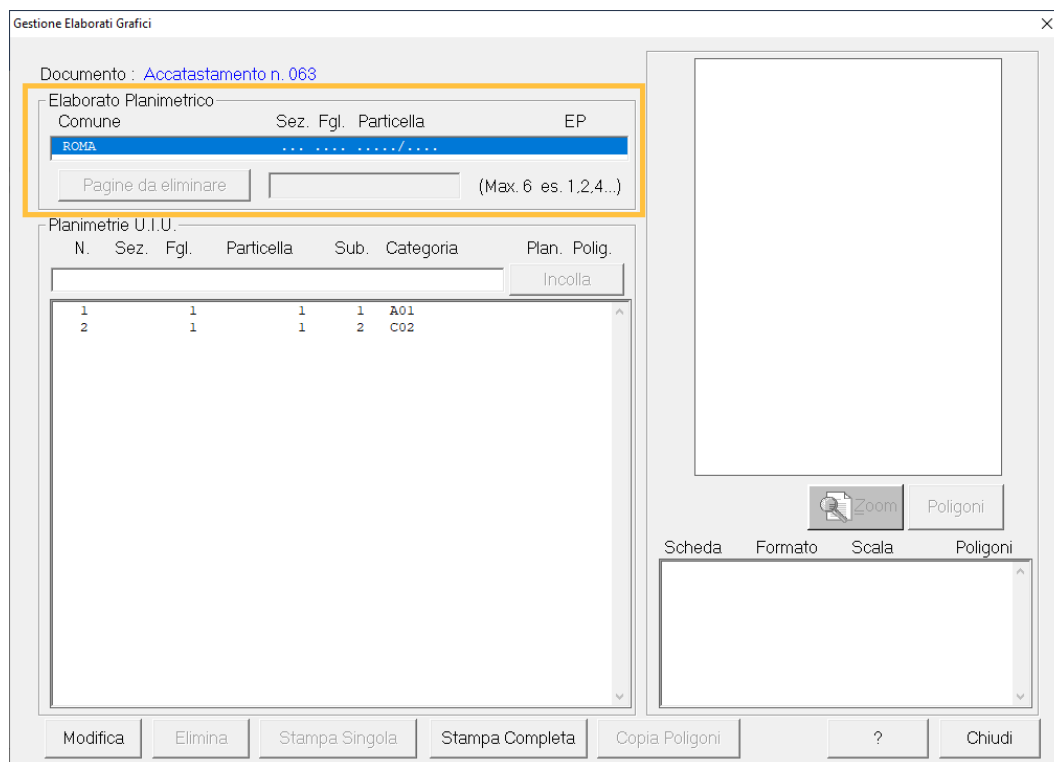 Gestione Elaborati Grafici
Documento : Accatastamento n. 063
Elaborato Planimetrico
Comune Sez. Fgl. Particella EP
ROMA ... .... ...../....
Pagine da eliminare (Max. 6 es. 1,2,4...)
Planimetrie U.I.U.
N. Sez. Fgl. Particella Sub. Categoria Plan. Polig.
Incolla
1 1 1 1 A01
2 1 1 2 C02
Zoom Poligoni
Scheda Formato Scala Poligoni
Modifica Elimina Stampa Singola Stampa Completa Copia Poligoni ? Chiudi